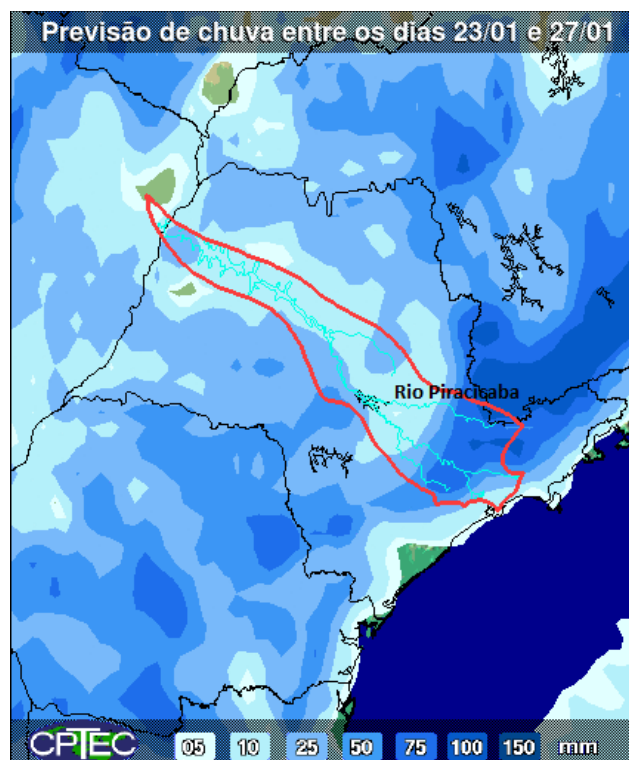 Previsão de chuva entre os dias 23/01 e 27/01
Rio Piracicaba
CPTEC 05 10 25 50 75 100 150 mm